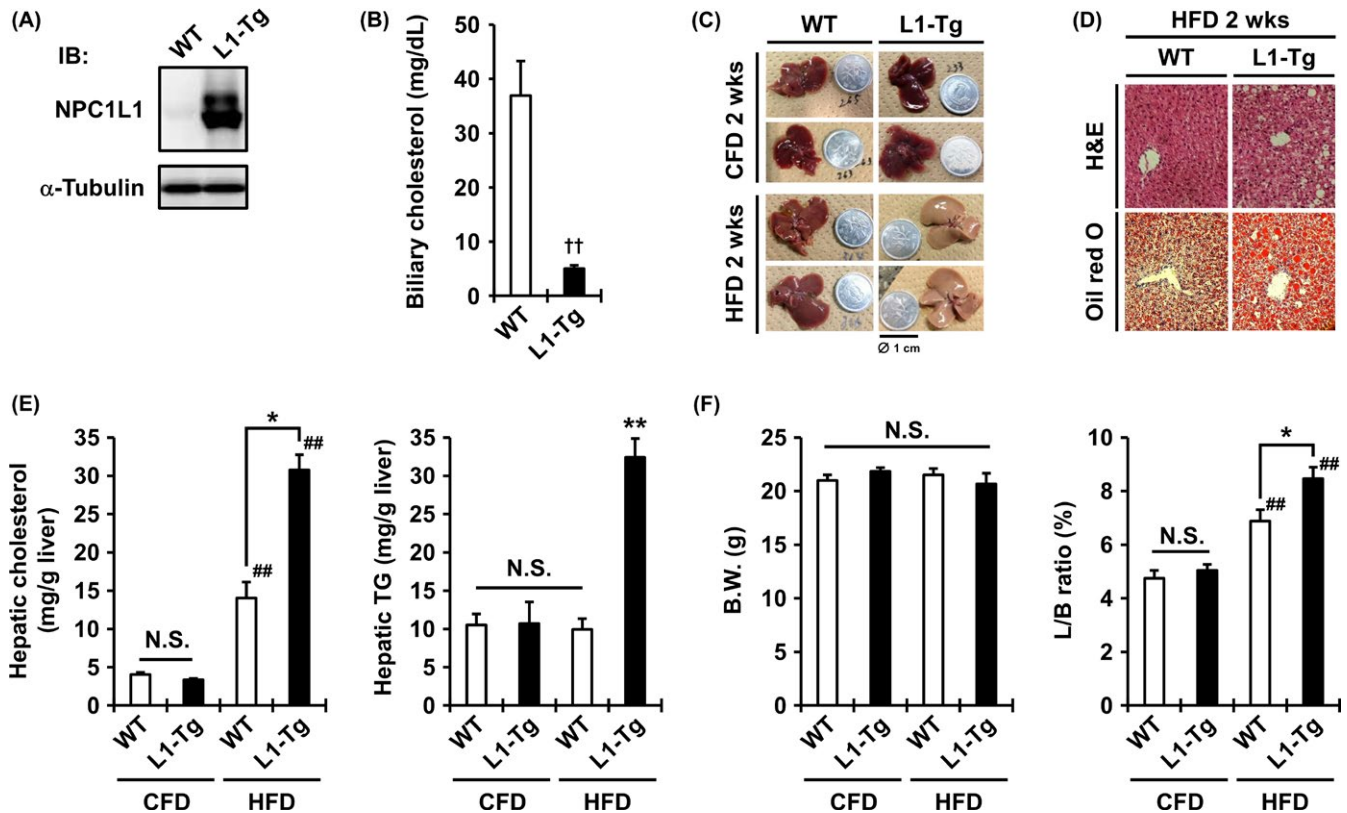 (A)
IB:
WT
L1-Tg
NPC1L1
α-Tubulin
(B)
Biliary cholesterol (mg/dL)
50
40
30
20
10
0
††
WT
L1-Tg
(C)
WT
L1-Tg
CFD 2 wks
HFD 2 wks
265
233
263
Ø 1 cm
(D)
HFD 2 wks
WT
L1-Tg
H&E
Oil red O
(E)
Hepatic cholesterol
(mg/g liver)
35
30
25
20
15
10
5
0
N.S.
##
*
##
WT
L1-Tg
WT
L1-Tg
CFD
HFD
Hepatic TG (mg/g liver)
40
35
30
25
20
15
10
5
0
N.S.
**
WT
L1-Tg
WT
L1-Tg
CFD
HFD
(F)
B.W. (g)
25
20
15
10
5
0
N.S.
WT
L1-Tg
WT
L1-Tg
CFD
HFD
L/B ratio (%)
10
8
6
4
2
0
N.S.
##
*
##
WT
L1-Tg
WT
L1-Tg
CFD
HFD